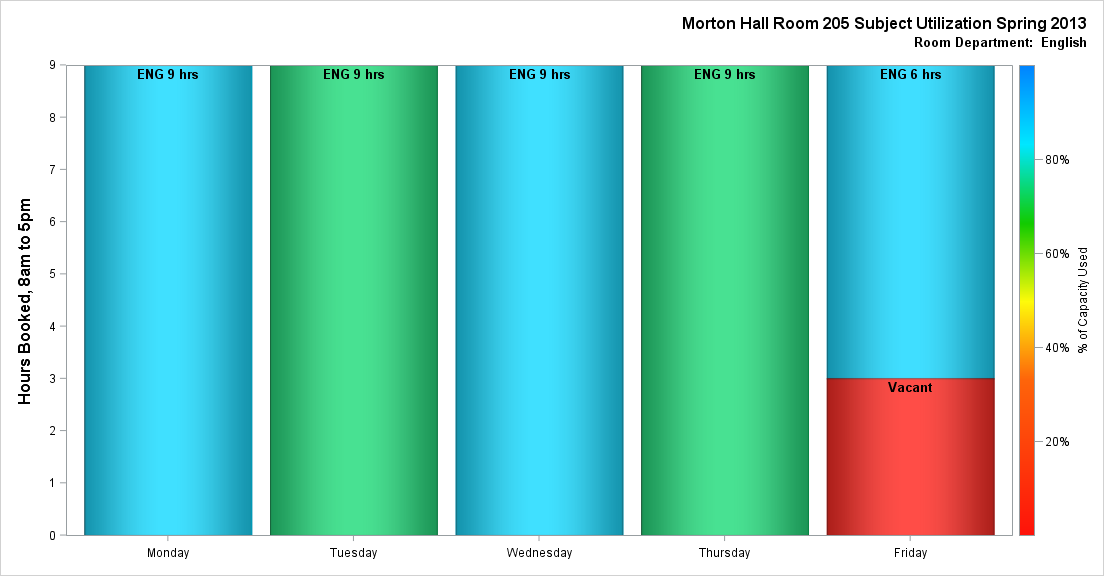 Morton Hall Room 205 Subject Utilization Spring 2013
Room Department:  English
Hours Booked, 8am to 5pm
9
8
7
6
5
4
3
2
1
0
ENG 9 hrs
ENG 9 hrs
ENG 9 hrs
ENG 9 hrs
ENG 6 hrs
Vacant
Monday
Tuesday
Wednesday
Thursday
Friday
80%
60%
40%
20%
% of Capacity Used